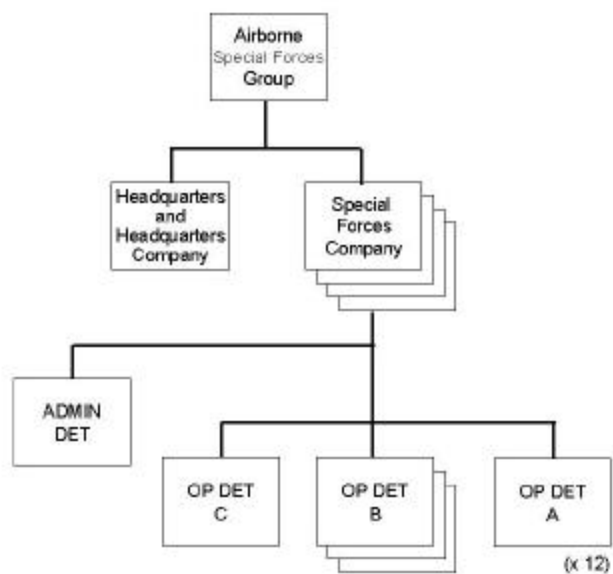 Airborne
Special Forces
Group
Headquarters
and
Headquarters
Company
Special
Forces
Company
ADMIN
DET
OP DET
C
OP DET
B
OP DET
A
(x 12)